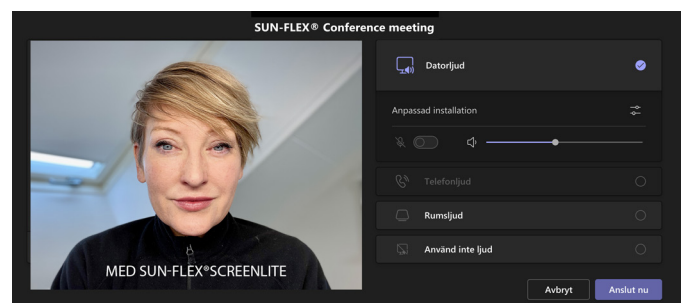 SUN-FLEX® Conference meeting
Datorljud
Anpassad installation
Telefonljud
Rumsljud
Använd inte ljud
MED SUN-FLEX®SCREENLITE
Avbryt
Anslut nu